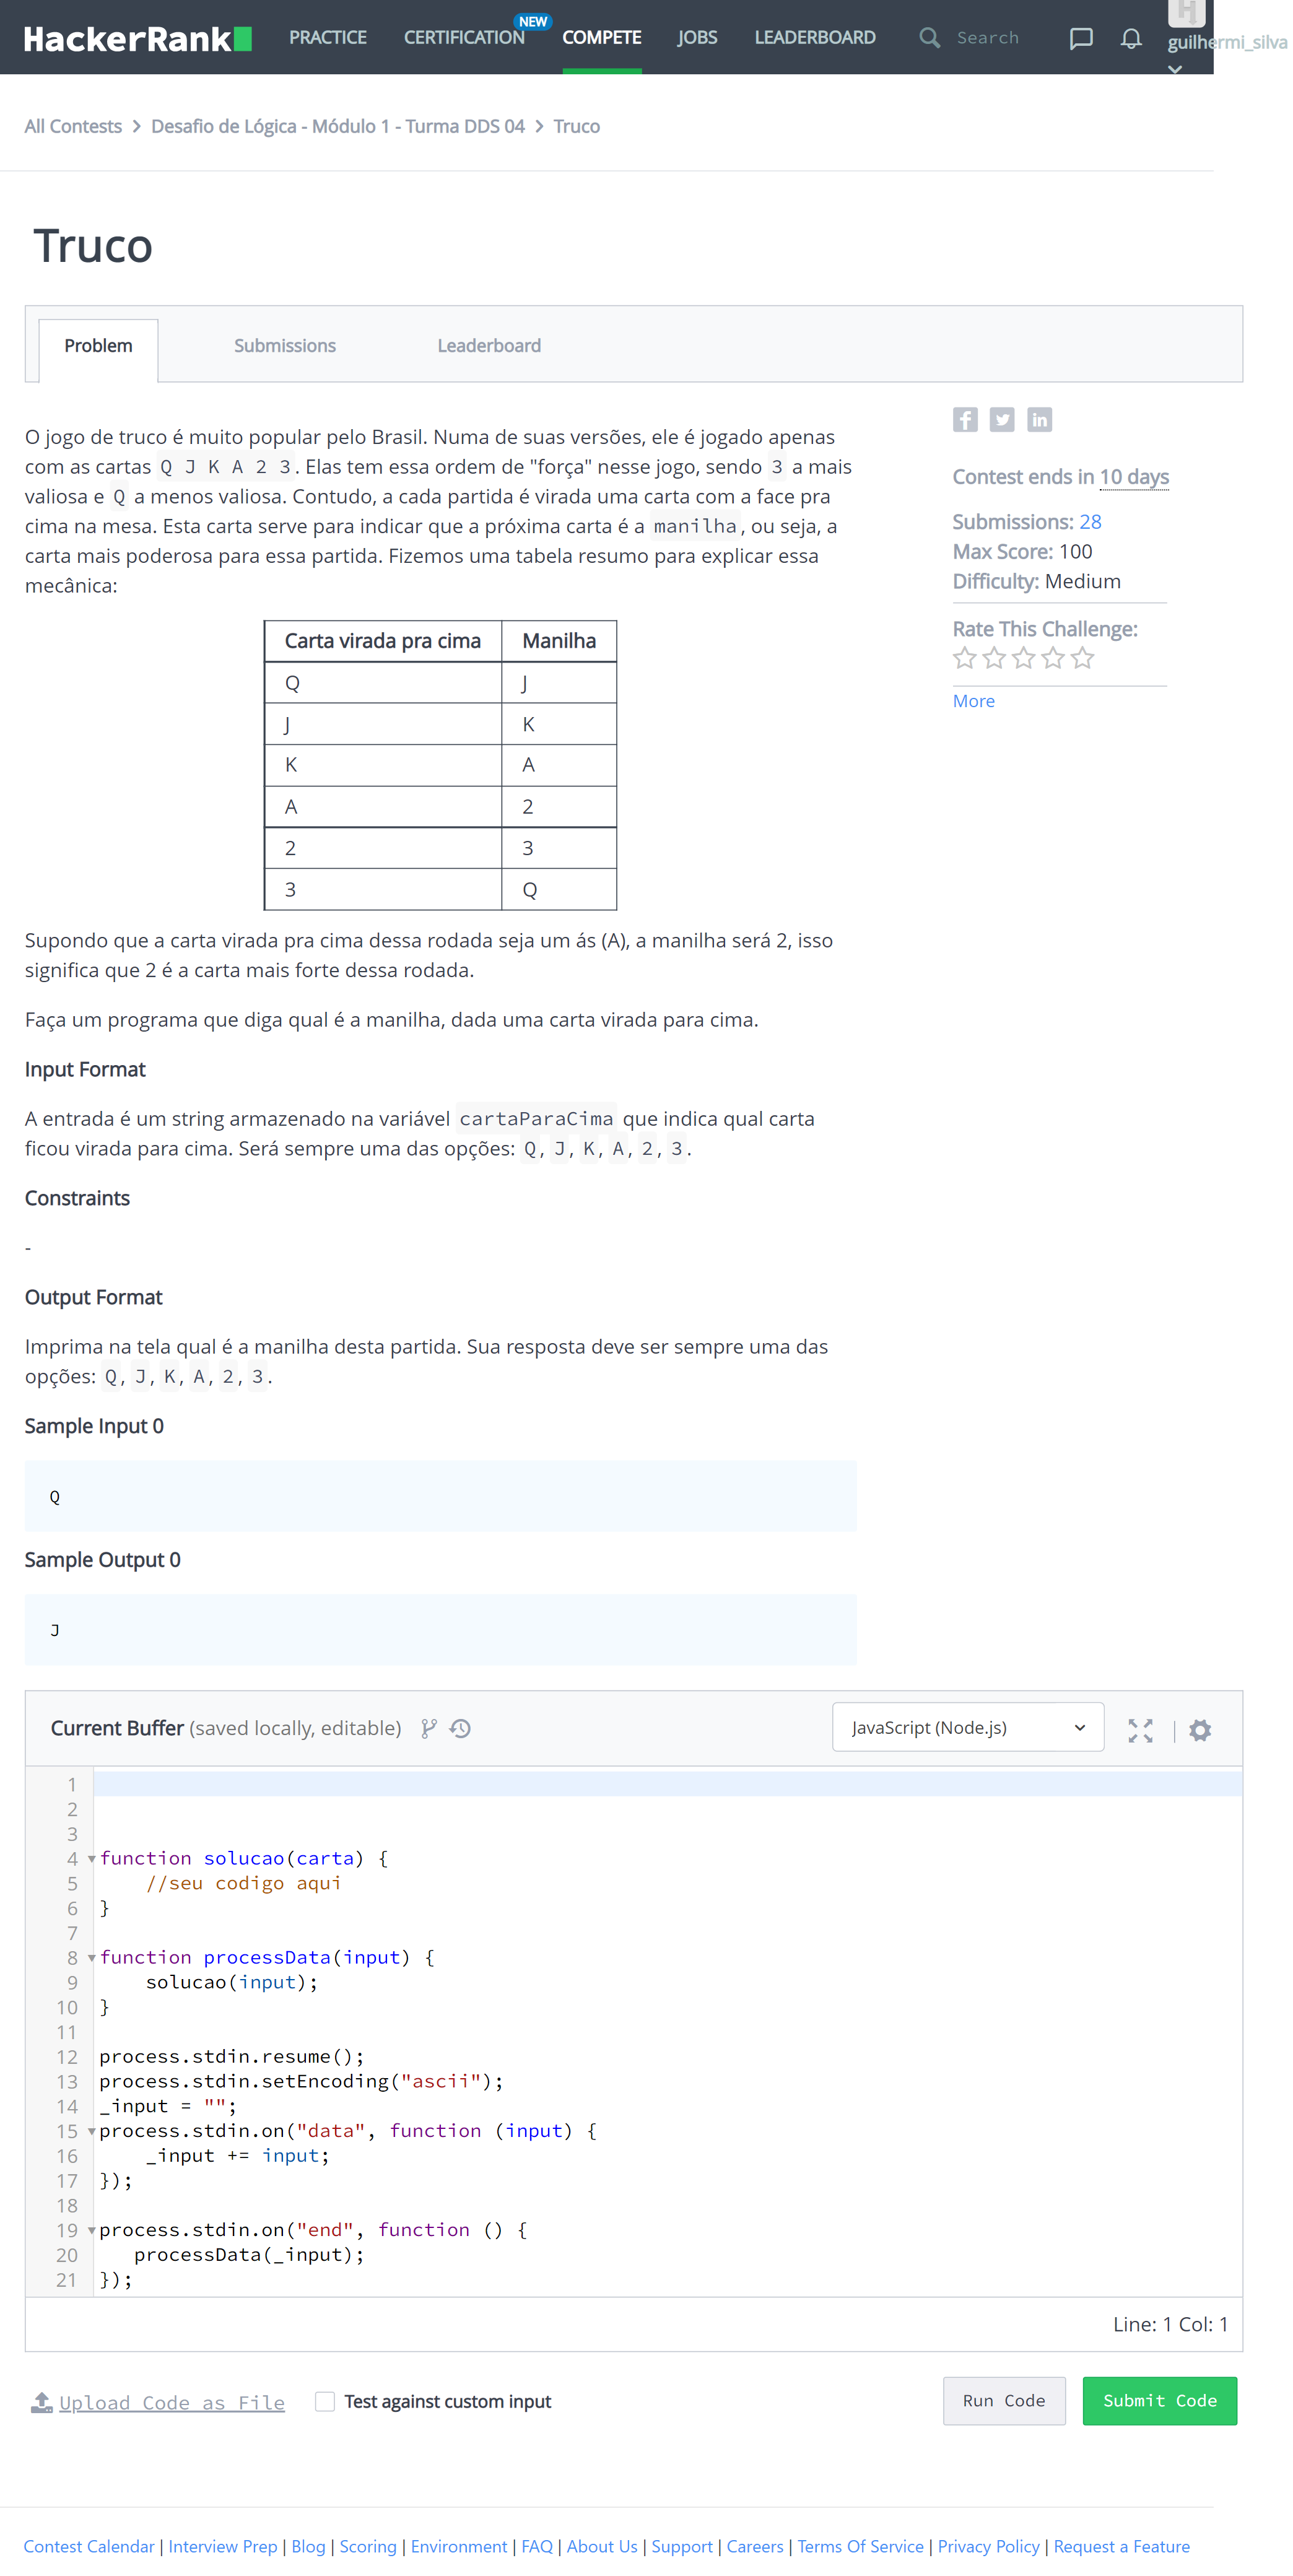 HackerRank
PRACTICE CERTIFICATION NEW COMPETE JOBS LEADERBOARD Search guilhermi_silva
All Contests > Desafio de Lógica - Módulo 1 - Turma DDS 04 > Truco
Truco
Problem Submissions Leaderboard
O jogo de truco é muito popular pelo Brasil. Numa de suas versões, ele é jogado apenas
com as cartas Q J K A 2 3. Elas tem essa ordem de "força" nesse jogo, sendo 3 a mais
valiosa e Q a menos valiosa. Contudo, a cada partida é virada uma carta com a face pra
cima na mesa. Esta carta serve para indicar que a próxima carta é a manilha, ou seja, a
carta mais poderosa para essa partida. Fizemos uma tabela resumo para explicar essa
mecânica:
Carta virada pra cima Manilha
Q J
J K
K A
A 2
2 3
3 Q
Supondo que a carta virada pra cima dessa rodada seja um ás (A), a manilha será 2, isso
significa que 2 é a carta mais forte dessa rodada.
Faça um programa que diga qual é a manilha, dada uma carta virada para cima.
Input Format
A entrada é um string armazenado na variável cartaParaCima que indica qual carta
ficou virada para cima. Será sempre uma das opções: Q, J, K, A, 2, 3.
Constraints
-
Output Format
Imprima na tela qual é a manilha desta partida. Sua resposta deve ser sempre uma das
opções: Q, J, K, A, 2, 3.
Sample Input 0
Q
Sample Output 0
J
Contest ends in 10 days
Submissions: 28
Max Score: 100
Difficulty: Medium
Rate This Challenge:
More
Current Buffer (saved locally, editable) JavaScript (Node.js)
1
2
3
4 function solucao(carta) {
5     //seu codigo aqui
6 }
7
8 function processData(input) {
9     solucao(input);
10 }
11
12 process.stdin.resume();
13 process.stdin.setEncoding("ascii");
14 _input = "";
15 process.stdin.on("data", function (input) {
16     _input += input;
17 });
18
19 process.stdin.on("end", function () {
20    processData(_input);
21 });
Line: 1 Col: 1
Upload Code as File Test against custom input Run Code Submit Code
Contest Calendar | Interview Prep | Blog | Scoring | Environment | FAQ | About Us | Support | Careers | Terms Of Service | Privacy Policy | Request a Feature